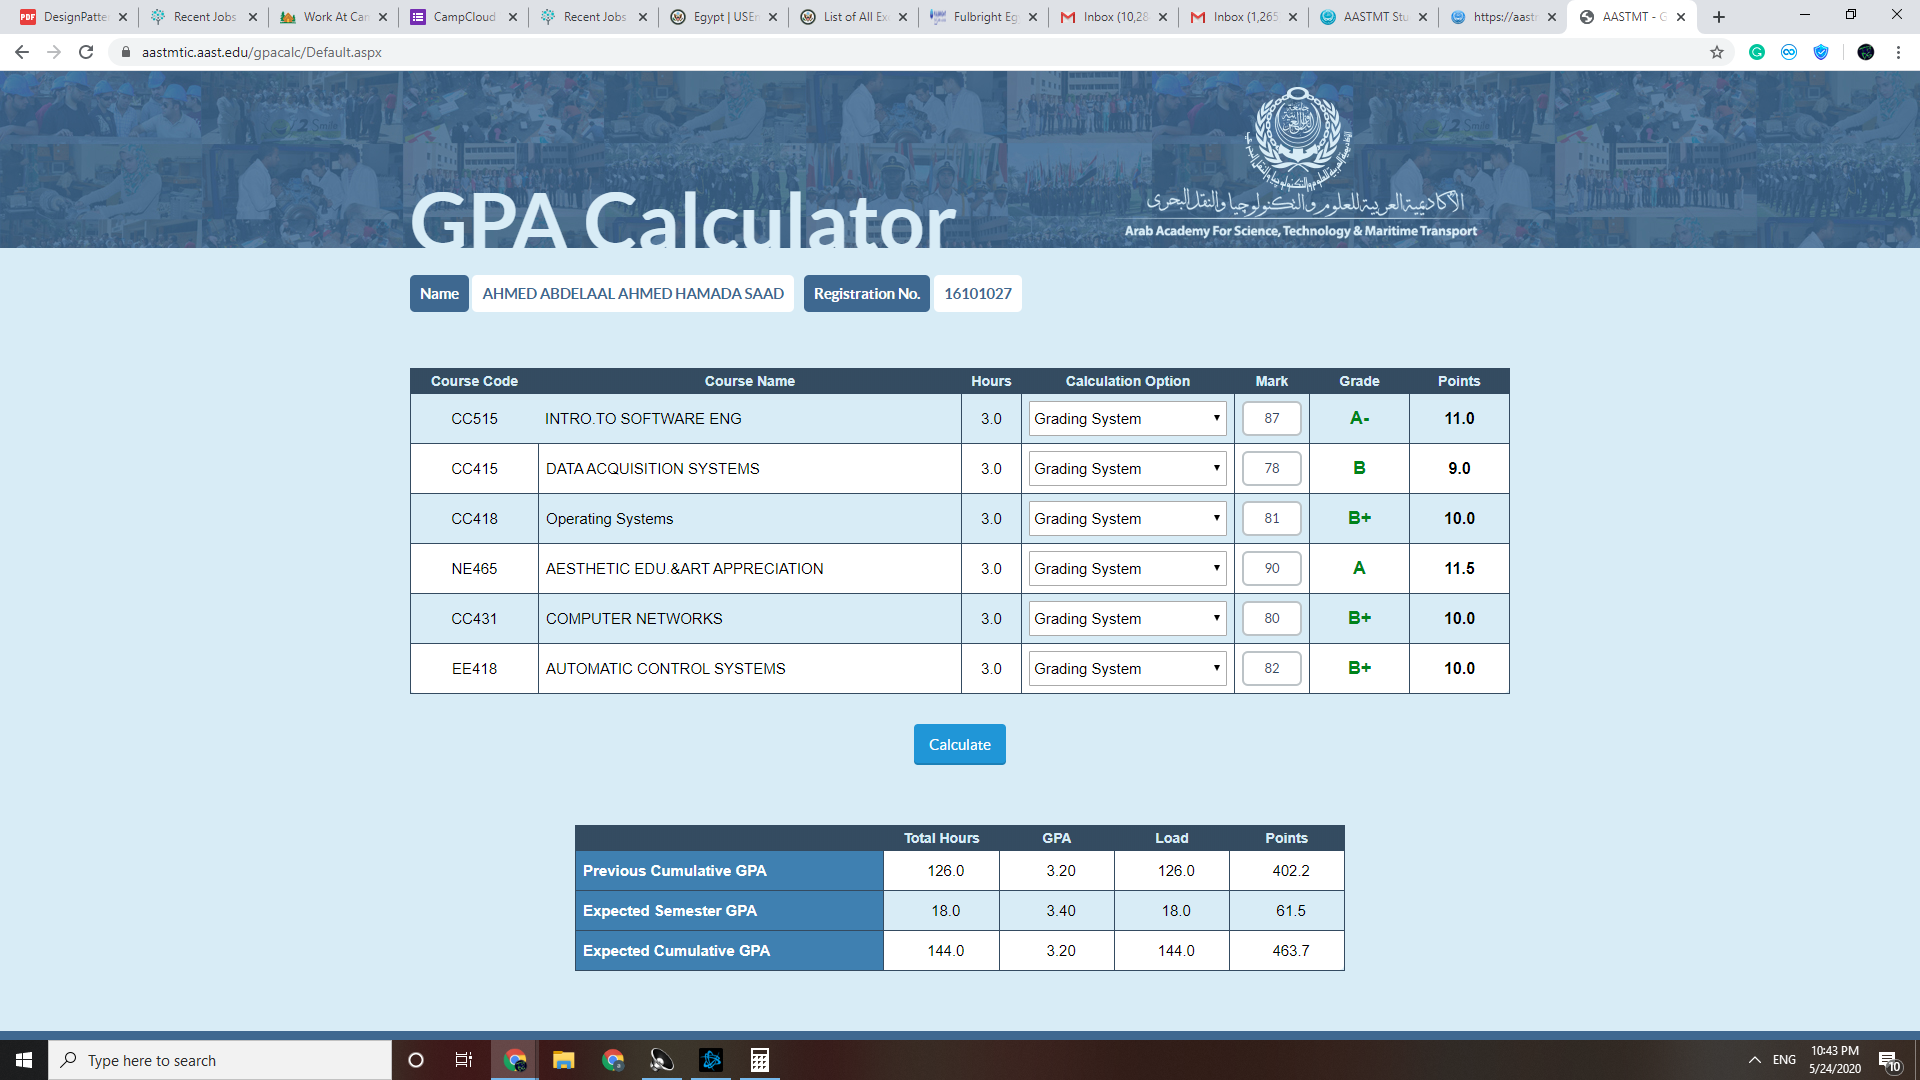 DesignPatte
Recent Jobs
Work At Cam
CampCloud
Recent Jobs
Egypt | USE
List of All Ex
Fulbright Eg
Inbox (10,28
Inbox (1,265
AASTMT Stu
https://aast
AASTMT - G
aastmtic.aast.edu/gpacalc/Default.aspx
GPA Calculator
الأكاديمية العربية للعلوم والتكنولوجيا والنقل البحرى
Arab Academy For Science, Technology & Maritime Transport
Name AHMED ABDELAAL AHMED HAMADA SAAD Registration No. 16101027
Course Code Course Name Hours Calculation Option Mark Grade Points
CC515 INTRO.TO SOFTWARE ENG 3.0 Grading System 87 A- 11.0
CC415 DATA ACQUISITION SYSTEMS 3.0 Grading System 78 B 9.0
CC418 Operating Systems 3.0 Grading System 81 B+ 10.0
NE465 AESTHETIC EDU.&ART APPRECIATION 3.0 Grading System 90 A 11.5
CC431 COMPUTER NETWORKS 3.0 Grading System 80 B+ 10.0
EE418 AUTOMATIC CONTROL SYSTEMS 3.0 Grading System 82 B+ 10.0
Calculate
Total Hours GPA Load Points
Previous Cumulative GPA 126.0 3.20 126.0 402.2
Expected Semester GPA 18.0 3.40 18.0 61.5
Expected Cumulative GPA 144.0 3.20 144.0 463.7
Type here to search
ENG
10:43 PM
5/24/2020
10